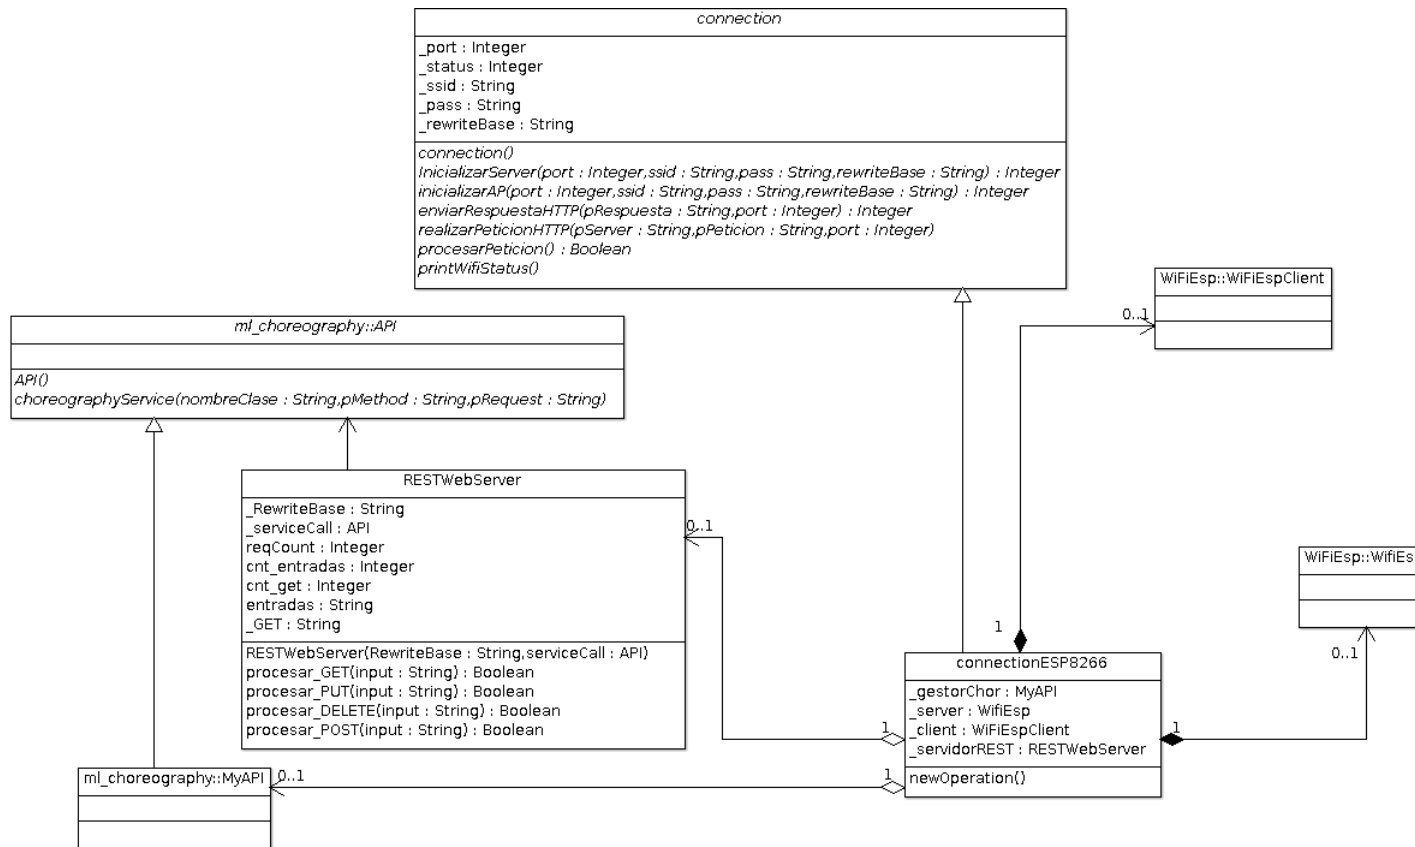 connection
_port : Integer
_status : Integer
_ssid : String
_pass : String
_rewriteBase : String
connection()
InicializarServer(port : Integer,ssid : String,pass : String,rewriteBase : String) : Integer
inicializarAP(port : Integer,ssid : String,pass : String,rewriteBase : String) : Integer
enviarRespuestaHTTP(pRespuesta : String,port : Integer) : Integer
realizarPeticionHTTP(pServer : String,pPeticion : String,port : Integer)
procesarPeticion() : Boolean
printWifiStatus()
WiFiEsp::WiFiEspClient
0..1
ml_choreography::API
API()
choreographyService(nombreClase : String,pMethod : String,pRequest : String)
RESTWebServer
_RewriteBase : String
_serviceCall : API
reqCount : Integer
cnt_entradas : Integer
cnt_get : Integer
entradas : String
_GET : String
RESTWebServer(RewriteBase : String,serviceCall : API)
procesar_GET(input : String) : Boolean
procesar_PUT(input : String) : Boolean
procesar_DELETE(input : String) : Boolean
procesar_POST(input : String) : Boolean
0..1
WiFiEsp::WifiEs
0..1
1
connectionESP8266
_gestorChor : MyAPI
_server : WifiEsp
_client : WiFiEspClient
_servidorREST : RESTWebServer
newOperation()
1
1
1
ml_choreography::MyAPI
0..1